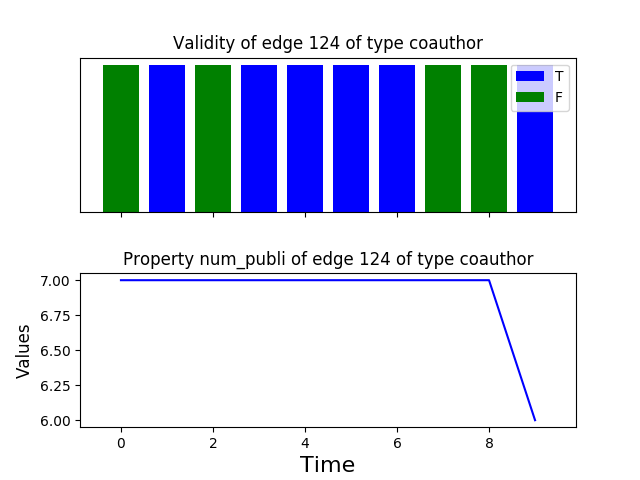 Validity of edge 124 of type coauthor
T
F
Property num_publi of edge 124 of type coauthor
7.00
6.75
6.50
6.25
6.00
Values
0 2 4 6 8
Time